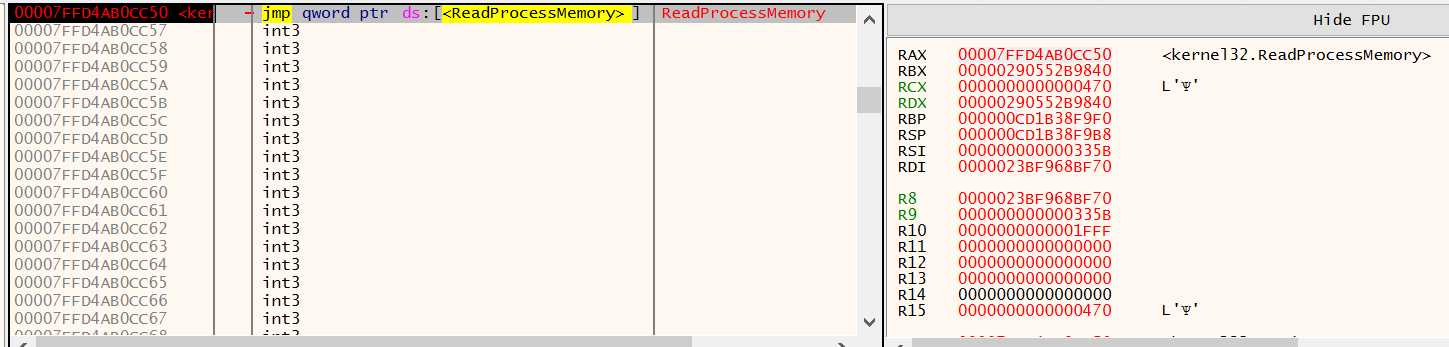 00007FFD4AB0CC50 <ker jmp qword ptr ds:[<ReadProcessMemory>] ReadProcessMemory
00007FFD4AB0CC57 int3
00007FFD4AB0CC58 int3
00007FFD4AB0CC59 int3
00007FFD4AB0CC5A int3
00007FFD4AB0CC5B int3
00007FFD4AB0CC5C int3
00007FFD4AB0CC5D int3
00007FFD4AB0CC5E int3
00007FFD4AB0CC5F int3
00007FFD4AB0CC60 int3
00007FFD4AB0CC61 int3
00007FFD4AB0CC62 int3
00007FFD4AB0CC63 int3
00007FFD4AB0CC64 int3
00007FFD4AB0CC65 int3
00007FFD4AB0CC66 int3
00007FFD4AB0CC67 int3
Hide FPU
RAX 00007FFD4AB0CC50 <kernel32.ReadProcessMemory>
RBX 00000290552B9840
RCX 0000000000000470 L'Ѱ'
RDX 00000290552B9840
RBP 000000CD1B38F9F0
RSP 000000CD1B38F9B8
RSI 000000000000335B
RDI 0000023BF968BF70
R8 0000023BF968BF70
R9 000000000000335B
R10 0000000000001FFF
R11 0000000000000000
R12 0000000000000000
R13 0000000000000000
R14 0000000000000000
R15 0000000000000470 L'Ѱ'